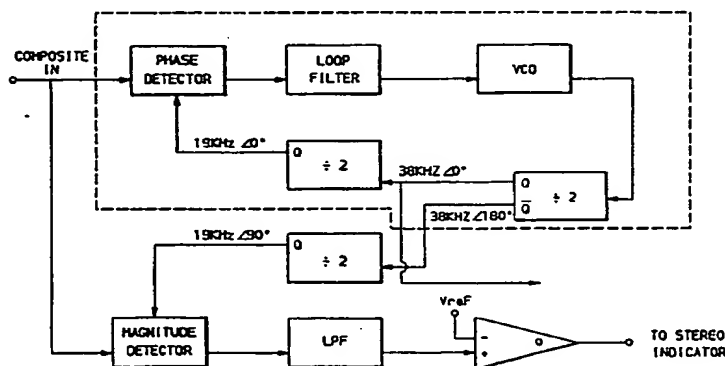 COMPOSITE
IN
PHASE
DETECTOR
LOOP
FILTER
VCO
19KHZ ∠0°
Q
÷ 2
38KHZ ∠0°
Q
Q̅
÷ 2
38KHZ ∠180°
19KHZ ∠90°
Q
÷ 2
VreF
MAGNITUDE
DETECTOR
LPF
-
+
O
TO STEREO
INDICATOR